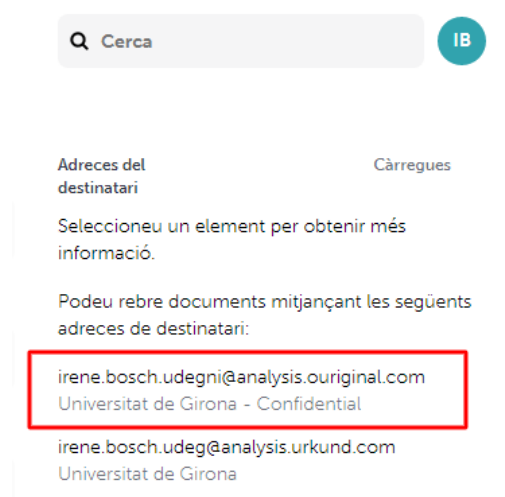 Cerca
IB
Adreces del
destinatari
Càrregues
Seleccioneu un element per obtenir més
informació.
Podeu rebre documents mitjançant les següents
adreces de destinatari:
irene.bosch.udegni@analysis.ouriginal.com
Universitat de Girona - Confidential
irene.bosch.udeg@analysis.urkund.com
Universitat de Girona